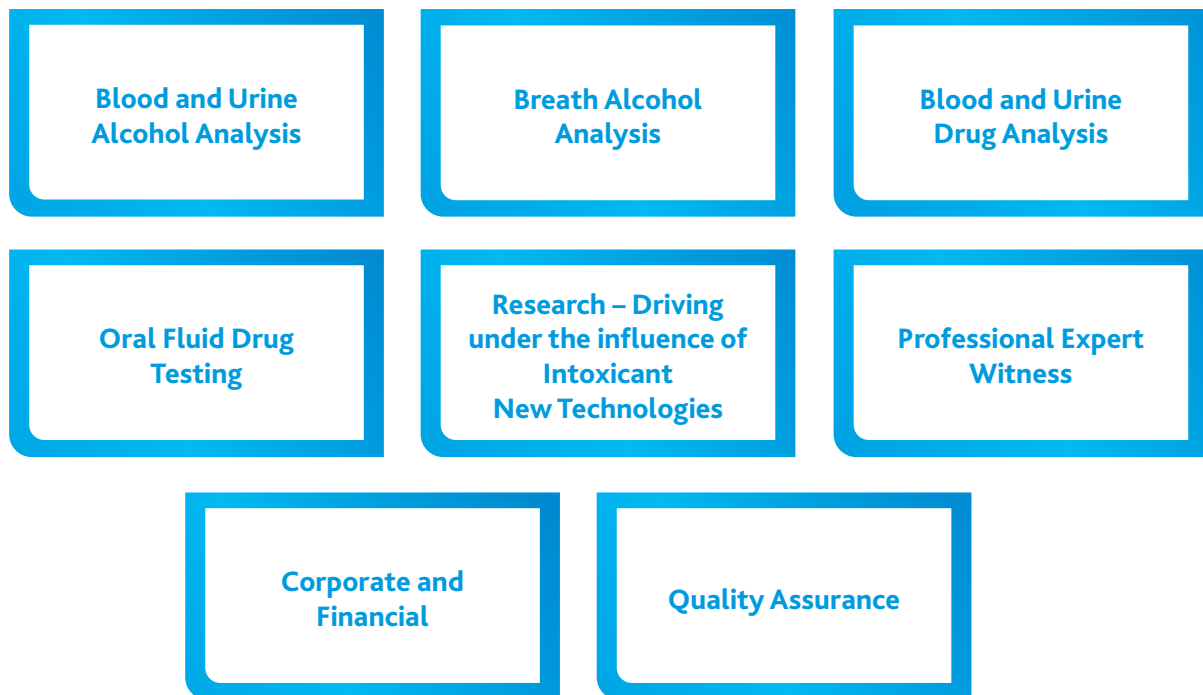 Blood and Urine
Alcohol Analysis
Breath Alcohol
Analysis
Blood and Urine
Drug Analysis
Oral Fluid Drug
Testing
Research – Driving
under the influence of
Intoxicant
New Technologies
Professional Expert
Witness
Corporate and
Financial
Quality Assurance